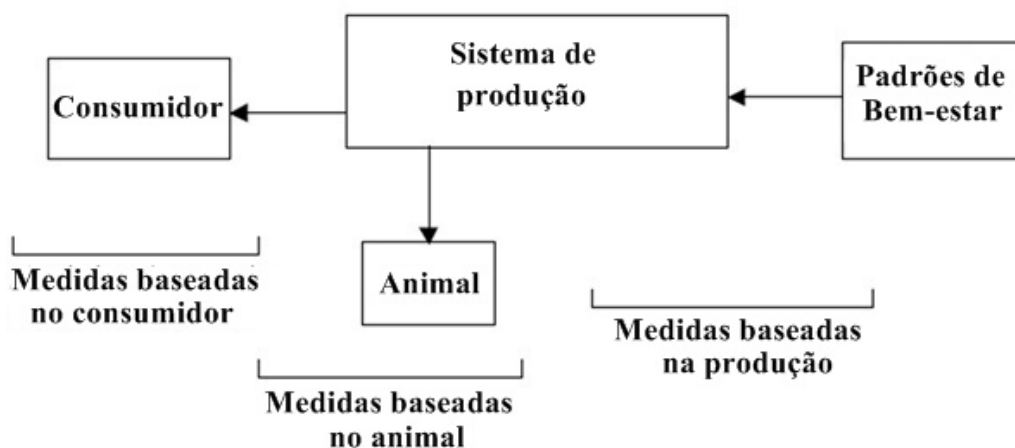 Sistema de
produção
Padrões de
Bem-estar
Consumidor
Animal
Medidas baseadas
no consumidor
Medidas baseadas
na produção
Medidas baseadas
no animal